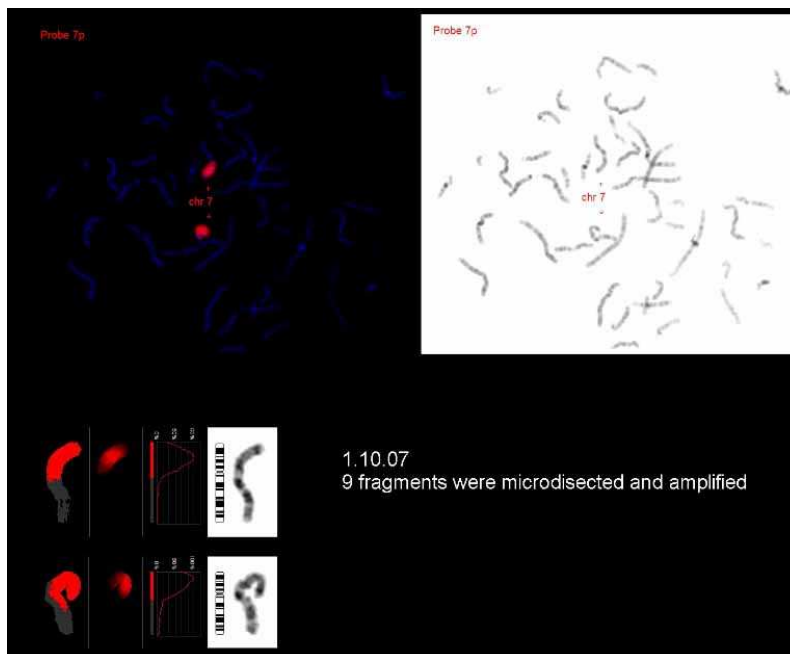 Probe 7p
Probe 7p
chr 7
chr 7
1.10.07
9 fragments were microdisected and amplified